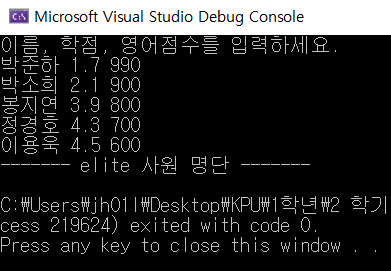 Microsoft Visual Studio Debug Console
이름, 학점, 영어점수를 입력하세요.
박준하 1.7 990
박소희 2.1 900
봉지연 3.9 800
정경호 4.3 700
이용욱 4.5 600
------- elite 사원 명단 -------
C:\Users\jh01l\Desktop\KPU\1학년\2 학기
cess 219624) exited with code 0.
Press any key to close this window . .